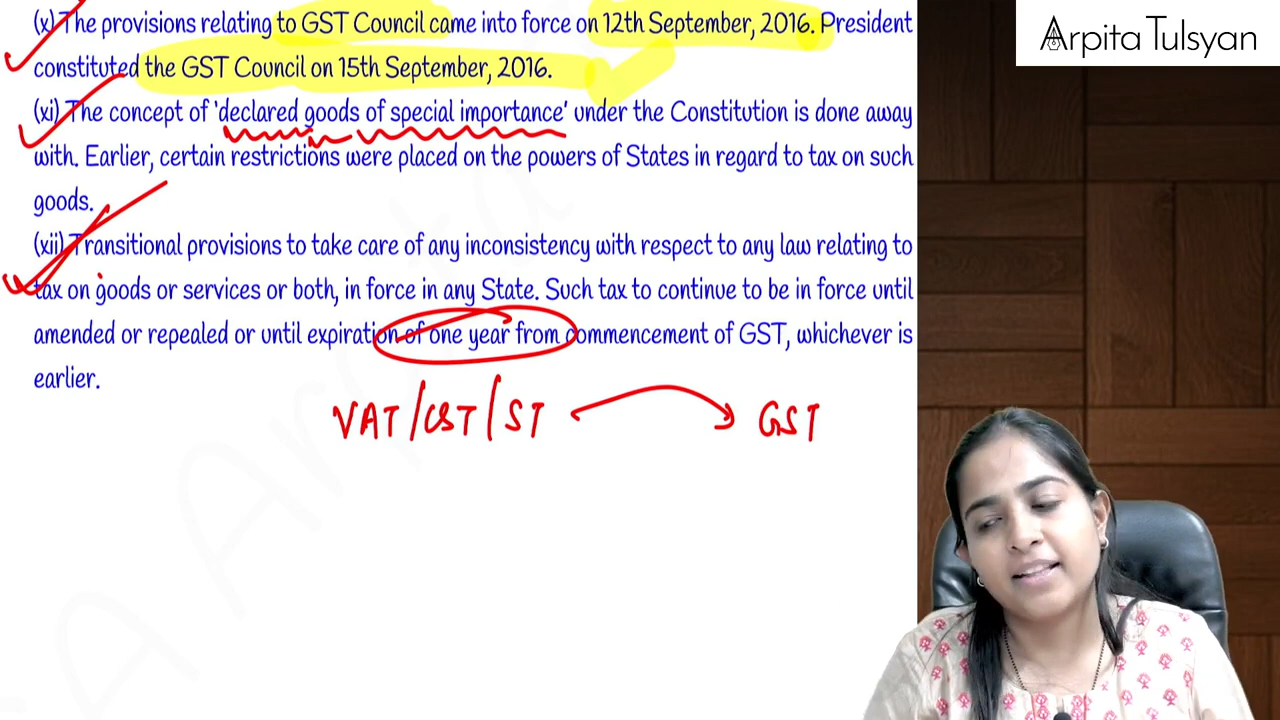 Arpita Tulsyan
(x) The provisions relating to GST Council came into force on 12th September, 2016. President
constituted the GST Council on 15th September, 2016.
(xi) The concept of 'declared goods of special importance' under the Constitution is done away
with. Earlier, certain restrictions were placed on the powers of States in regard to tax on such
goods.
(xii) Transitional provisions to take care of any inconsistency with respect to any law relating to
tax on goods or services or both, in force in any State. Such tax to continue to be in force until
amended or repealed or until expiration of one year from commencement of GST, whichever is
earlier.
VAT/CST/ST GST